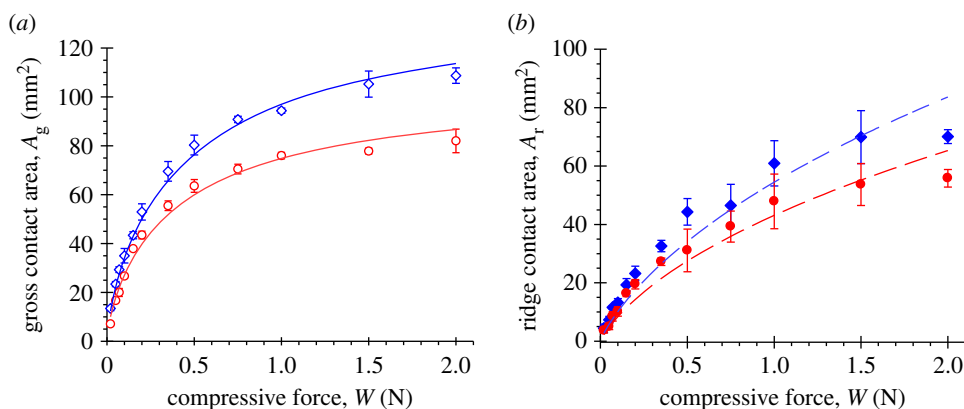 (a)
120
100
80
60
40
20
0
gross contact area, A_g (mm²)
0 0.5 1.0 1.5 2.0
compressive force, W (N)
(b)
100
80
60
40
20
0
ridge contact area, A_r (mm²)
0 0.5 1.0 1.5 2.0
compressive force, W (N)